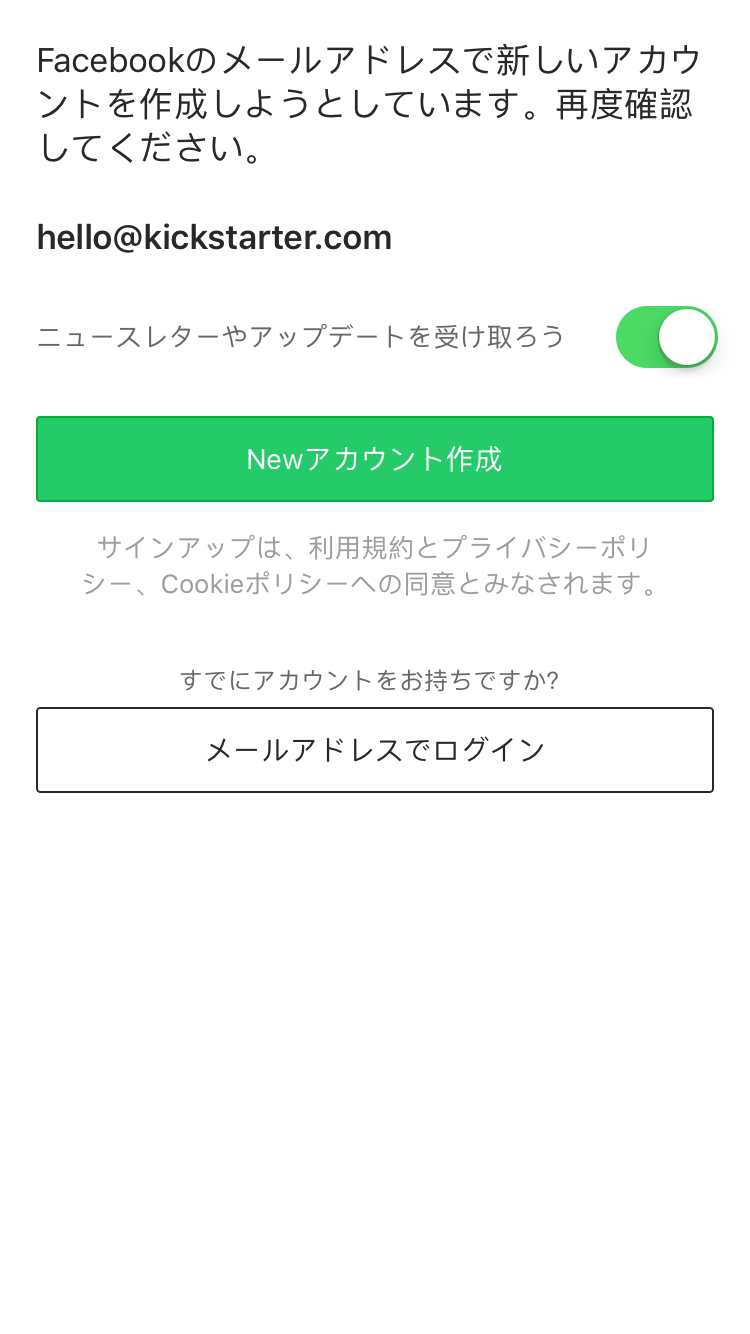 Facebookのメールアドレスで新しいアカウ
ントを作成しようとしています。再度確認
してください。
hello@kickstarter.com
ニュースレターやアップデートを受け取ろう
Newアカウント作成
サインアップは、利用規約とプライバシーポリ
シー、Cookieポリシーへの同意とみなされます。
すでにアカウントをお持ちですか?
メールアドレスでログイン